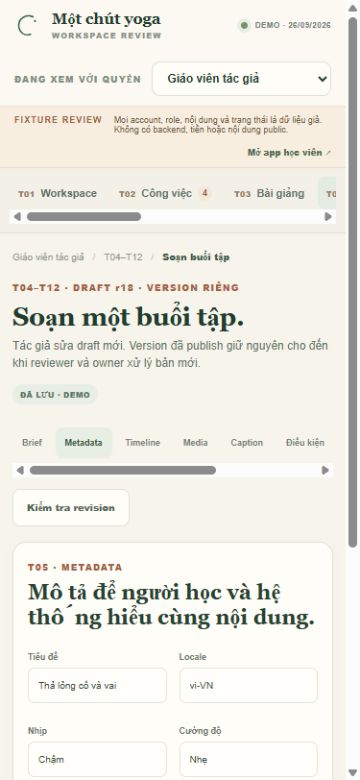 Một chút yoga
WORKSPACE REVIEW
DEMO · 26/09/2026
ĐANG XEM VỚI QUYỀN
Giáo viên tác giả
FIXTURE REVIEW
Mọi account, role, nội dung và trạng thái là dữ liệu giả.
Không có backend, tiền hoặc nội dung public.
Mở app học viên ↗
T01 Workspace T02 Công việc 4 T03 Bài giảng
Giáo viên tác giả / T04–T12 / Soạn buổi tập
T04–T12 · DRAFT r18 · VERSION RIÊNG
Soạn một buổi tập.
Tác giả sửa draft mới. Version đã publish giữ nguyên cho đến
khi reviewer và owner xử lý bản mới.
ĐÃ LƯU · DEMO
Brief Metadata Timeline Media Caption Điều kiện
Kiểm tra revision
T05 · METADATA
Mô tả để người học và hệ
thống hiểu cùng nội dung.
Tiêu đề Locale
Thả lỏng cổ và vai vi-VN
Nhịp Cường độ
Chậm Nhẹ